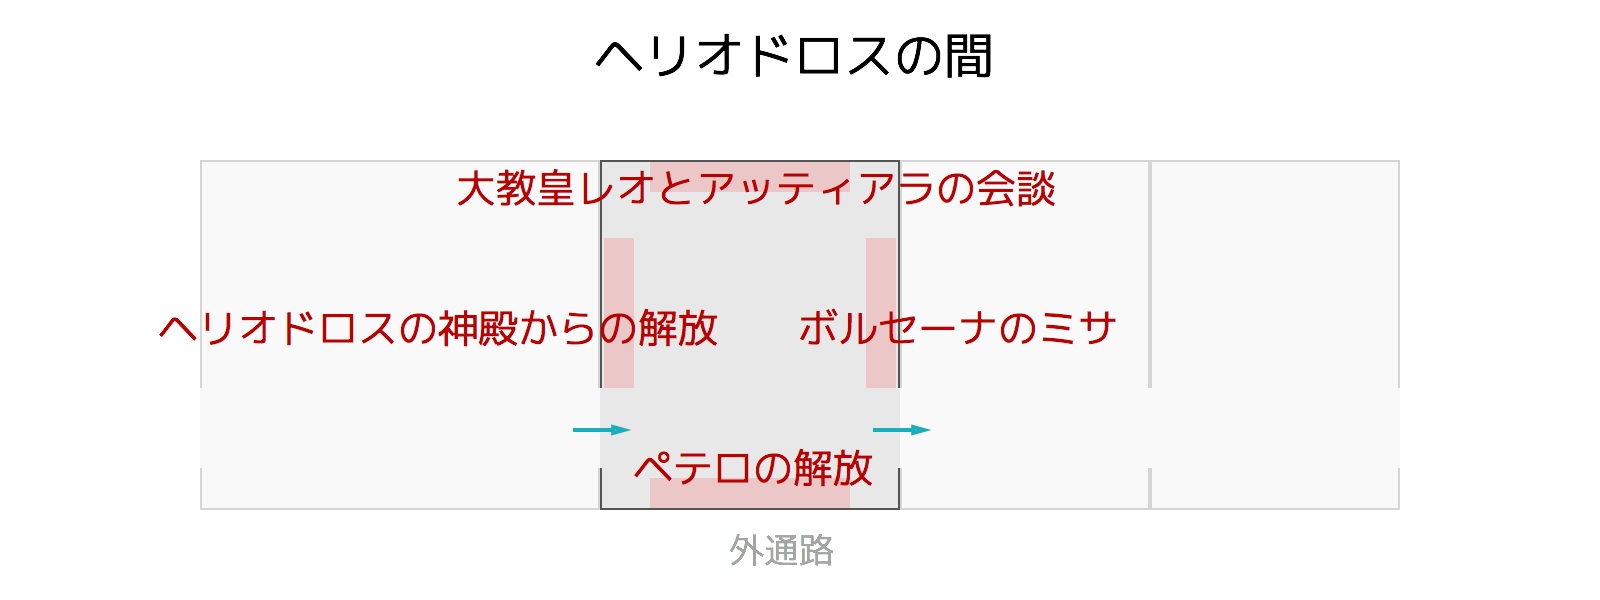 ヘリオドロスの間
大教皇レオとアッティアラの会談
ヘリオドロスの神殿からの解放
ボルセーナのミサ
ペテロの解放
外通路